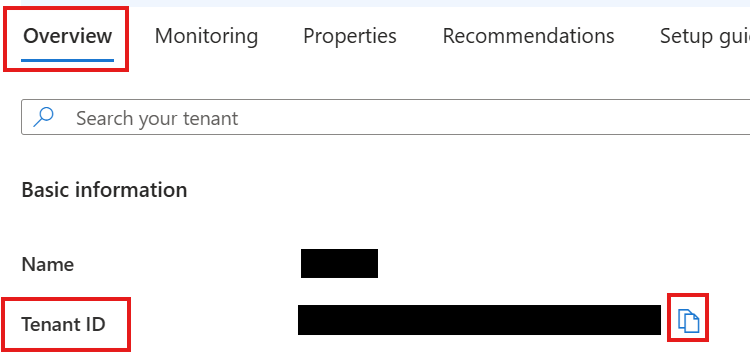 Overview Monitoring Properties Recommendations Setup gui
Search your tenant
Basic information
Name
Tenant ID